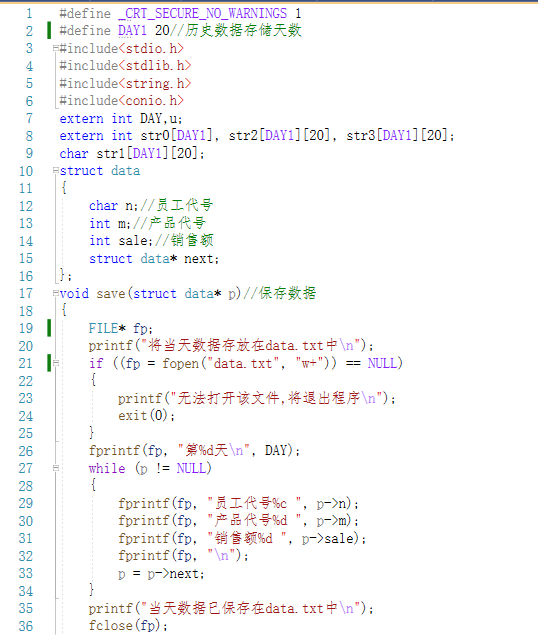 1 #define _CRT_SECURE_NO_WARNINGS 1
2 #define DAY1 20//历史数据存储天数
3 #include<stdio.h>
4 #include<stdlib.h>
5 #include<string.h>
6 #include<conio.h>
7 extern int DAY,u;
8 extern int str0[DAY1], str2[DAY1][20], str3[DAY1][20];
9 char str1[DAY1][20];
10 struct data
11 {
12 char n;//员工代号
13 int m;//产品代号
14 int sale;//销售额
15 struct data* next;
16 };
17 void save(struct data* p)//保存数据
18 {
19 FILE* fp;
20 printf("将当天数据存放在data.txt中\n");
21 if ((fp = fopen("data.txt", "w+")) == NULL)
22 {
23 printf("无法打开该文件,将退出程序\n");
24 exit(0);
25 }
26 fprintf(fp, "第%d天\n", DAY);
27 while (p != NULL)
28 {
29 fprintf(fp, "员工代号%c ", p->n);
30 fprintf(fp, "产品代号%d ", p->m);
31 fprintf(fp, "销售额%d ", p->sale);
32 fprintf(fp, "\n");
33 p = p->next;
34 }
35 printf("当天数据已保存在data.txt中\n");
36 fclose(fp);